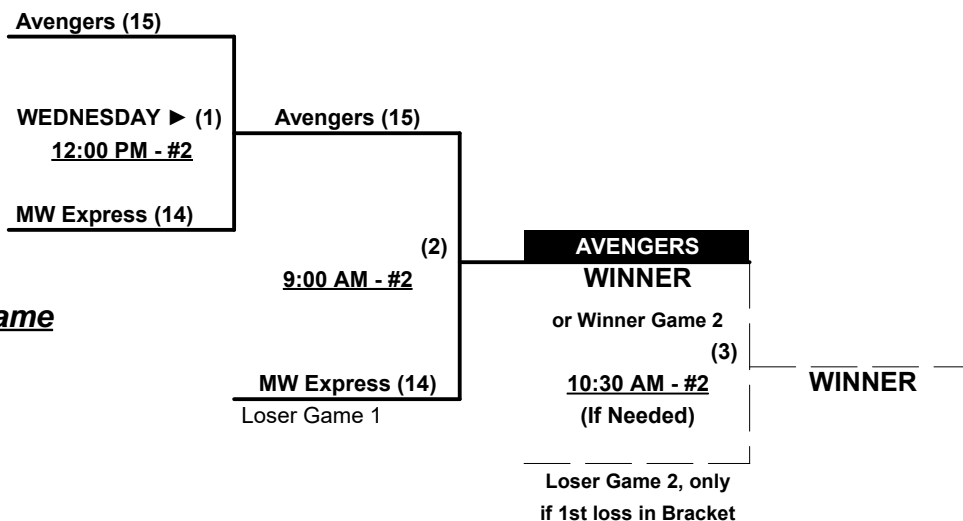 Avengers (15)
WEDNESDAY ► (1)
12:00 PM - #2
MW Express (14)
Avengers (15)
(2)
9:00 AM - #2
MW Express (14)
Loser Game 1
AVENGERS
WINNER
or Winner Game 2
(3)
10:30 AM - #2
(If Needed)
Loser Game 2, only
if 1st loss in Bracket
WINNER